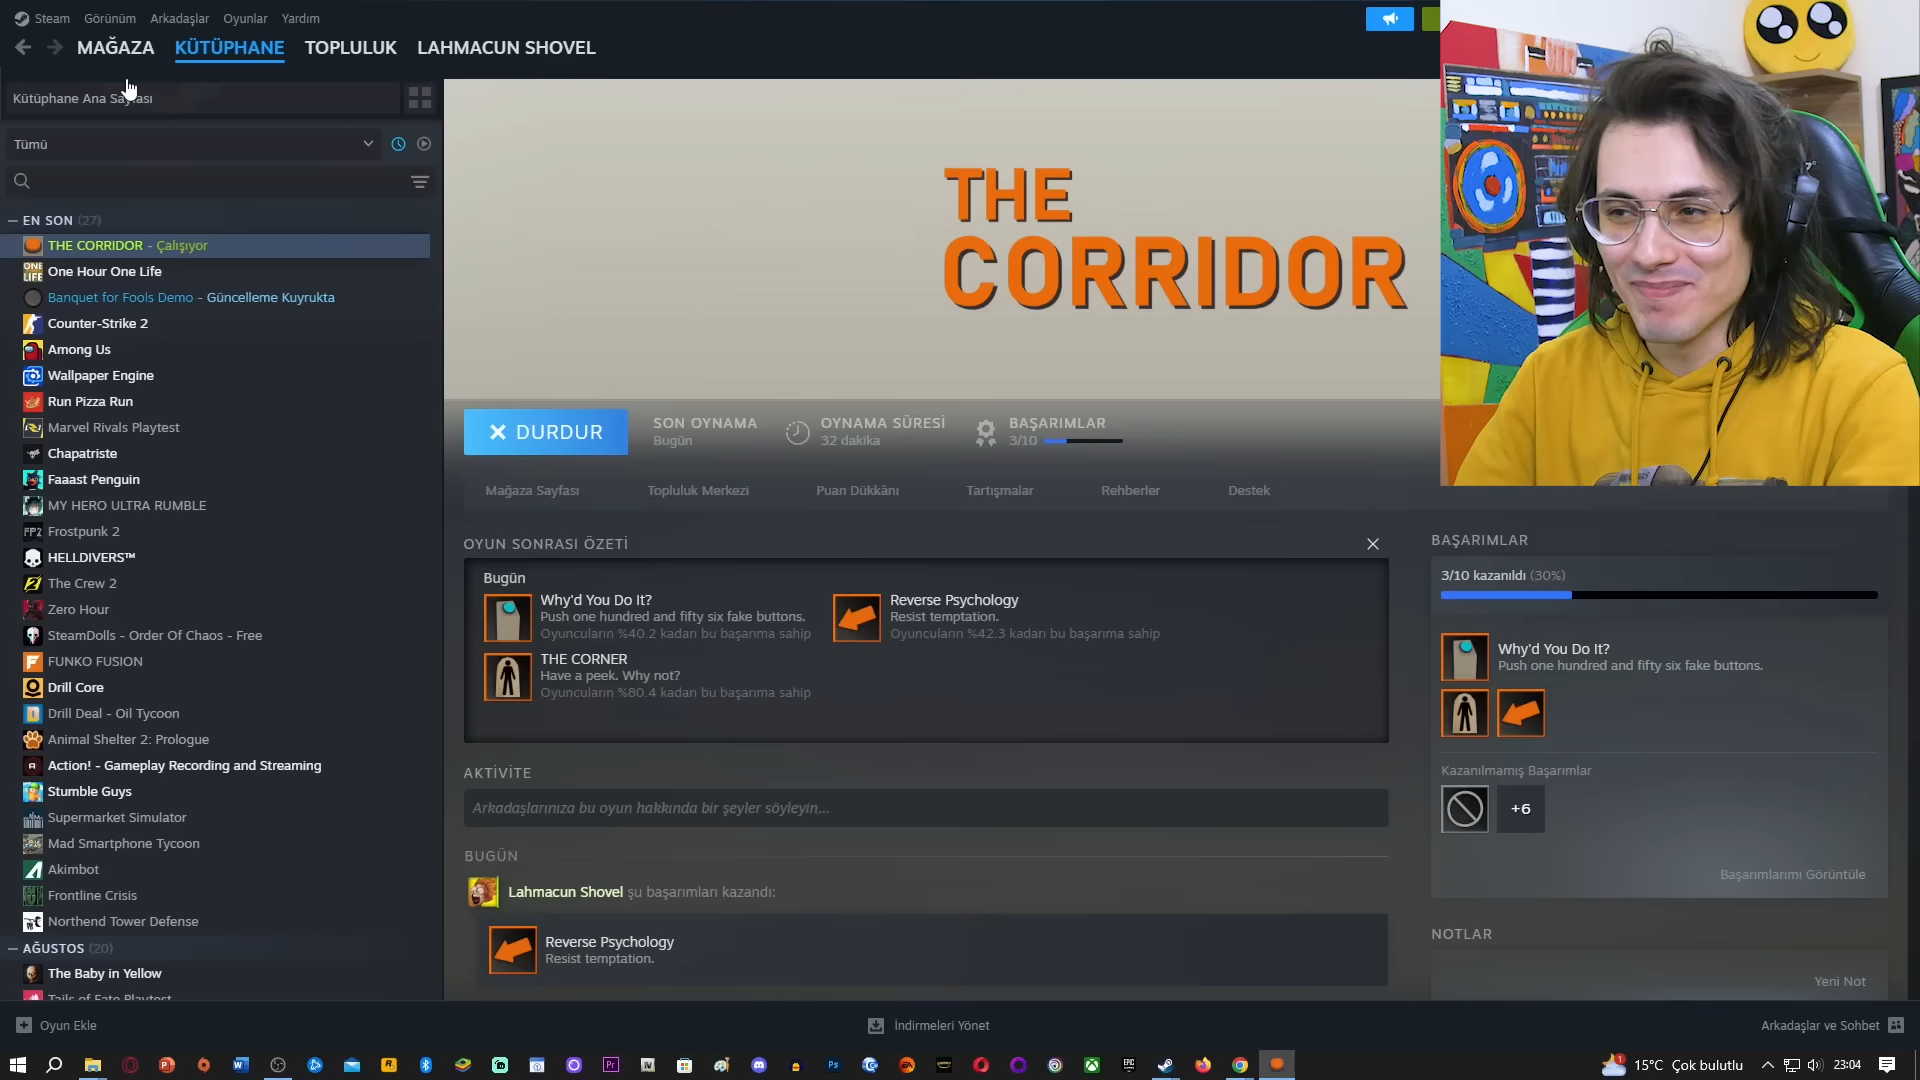 Steam Görünüm Arkadaşlar Oyunlar Yardım
MAĞAZA KÜTÜPHANE TOPLULUK LAHMACUN SHOVEL
Kütüphane Ana Sayfası
Tümü
EN SON (27)
THE CORRIDOR - Çalışıyor
One Hour One Life
Banquet for Fools Demo - Güncelleme Kuyrukta
Counter-Strike 2
Among Us
Wallpaper Engine
Run Pizza Run
Marvel Rivals Playtest
Chapatriste
Faaast Penguin
MY HERO ULTRA RUMBLE
Frostpunk 2
HELLDIVERS™
The Crew 2
Zero Hour
SteamDolls - Order Of Chaos - Free
FUNKO FUSION
Drill Core
Drill Deal - Oil Tycoon
Animal Shelter 2: Prologue
Action! - Gameplay Recording and Streaming
Stumble Guys
Supermarket Simulator
Mad Smartphone Tycoon
Akimbot
Frontline Crisis
Northend Tower Defense
AĞUSTOS (20)
The Baby in Yellow
Tails of Fate Playtest
Oyun Ekle
THE
CORRIDOR
DURDUR
SON OYNAMA
Bugün
OYNAMA SÜRESİ
32 dakika
BAŞARIMLAR
3/10
Mağaza Sayfası Topluluk Merkezi Puan Dükkânı Tartışmalar Rehberler Destek
OYUN SONRASI ÖZETİ
Bugün
Why'd You Do It?
Push one hundred and fifty six fake buttons.
Oyuncuların %40.2 kadarı bu başarıma sahip
Reverse Psychology
Resist temptation.
Oyuncuların %42.3 kadarı bu başarıma sahip
THE CORNER
Have a peek. Why not?
Oyuncuların %80.4 kadarı bu başarıma sahip
AKTİVİTE
Arkadaşlarınıza bu oyun hakkında bir şeyler söyleyin...
BUGÜN
Lahmacun Shovel şu başarımları kazandı:
Reverse Psychology
Resist temptation.
BAŞARIMLAR
3/10 kazanıldı (30%)
Why'd You Do It?
Push one hundred and fifty six fake buttons.
Kazanılmamış Başarımlar
+6
Başarımlarımı Görüntüle
NOTLAR
Yeni Not
İndirmeleri Yönet
Arkadaşlar ve Sohbet
15°C Çok bulutlu
23:04